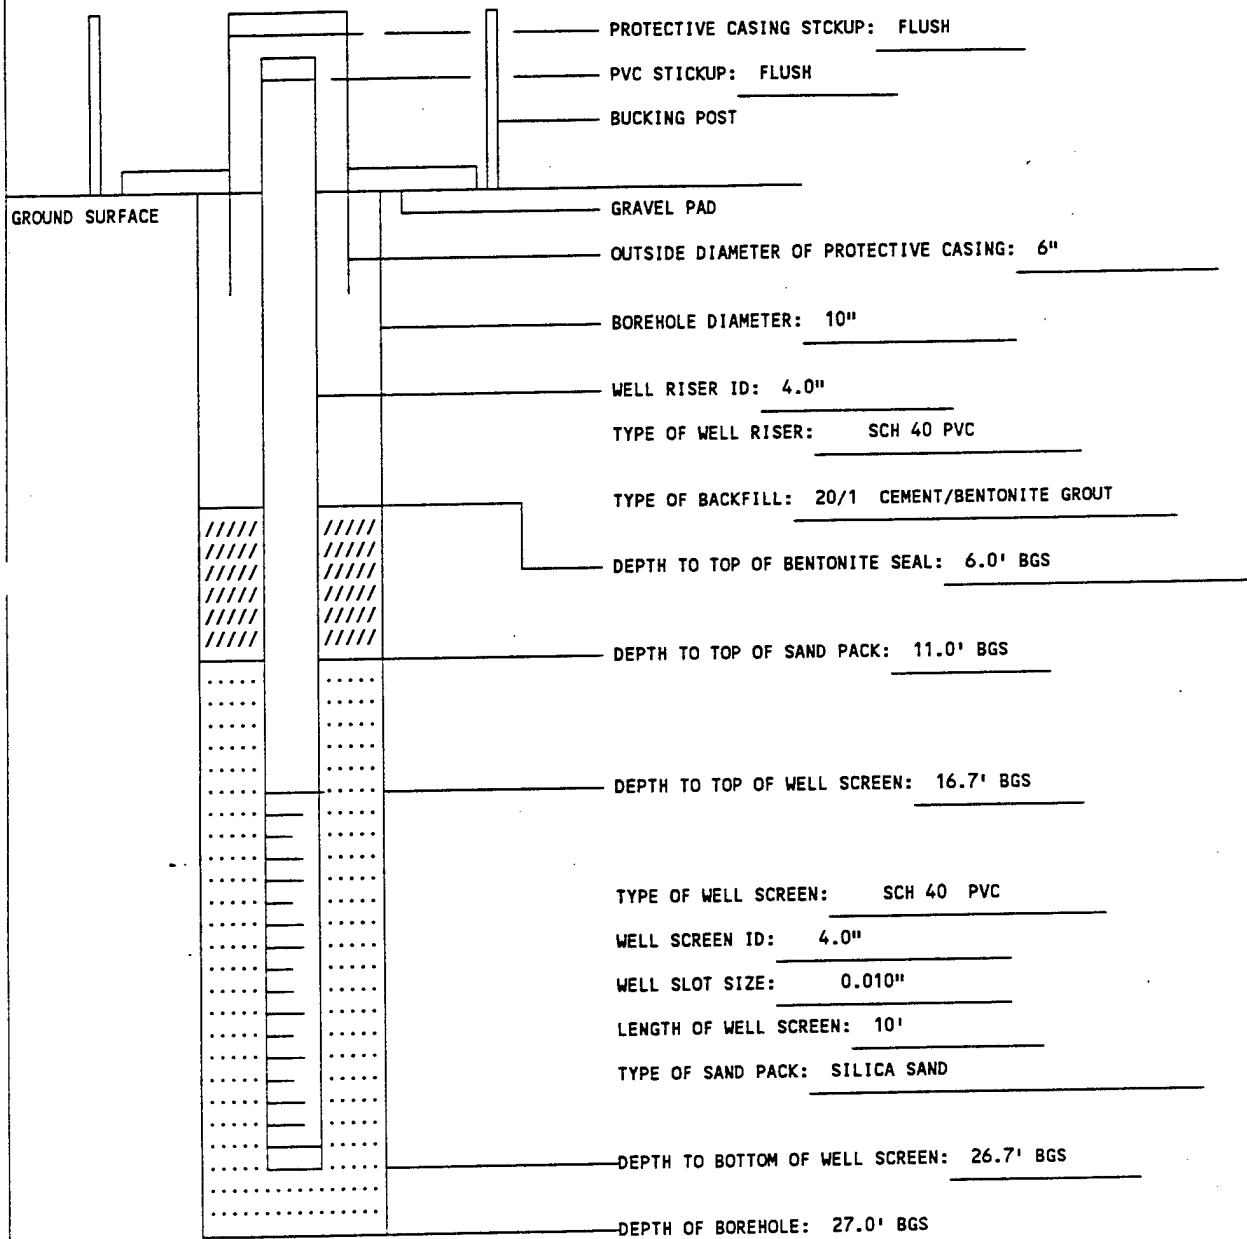 PROTECTIVE CASING STCKUP: FLUSH
PVC STICKUP: FLUSH
BUCKING POST
GROUND SURFACE
GRAVEL PAD
OUTSIDE DIAMETER OF PROTECTIVE CASING: 6"
BOREHOLE DIAMETER: 10"
WELL RISER ID: 4.0"
TYPE OF WELL RISER: SCH 40 PVC
TYPE OF BACKFILL: 20/1 CEMENT/BENTONITE GROUT
DEPTH TO TOP OF BENTONITE SEAL: 6.0' BGS
DEPTH TO TOP OF SAND PACK: 11.0' BGS
DEPTH TO TOP OF WELL SCREEN: 16.7' BGS
TYPE OF WELL SCREEN: SCH 40 PVC
WELL SCREEN ID: 4.0"
WELL SLOT SIZE: 0.010"
LENGTH OF WELL SCREEN: 10'
TYPE OF SAND PACK: SILICA SAND
DEPTH TO BOTTOM OF WELL SCREEN: 26.7' BGS
DEPTH OF BOREHOLE: 27.0' BGS